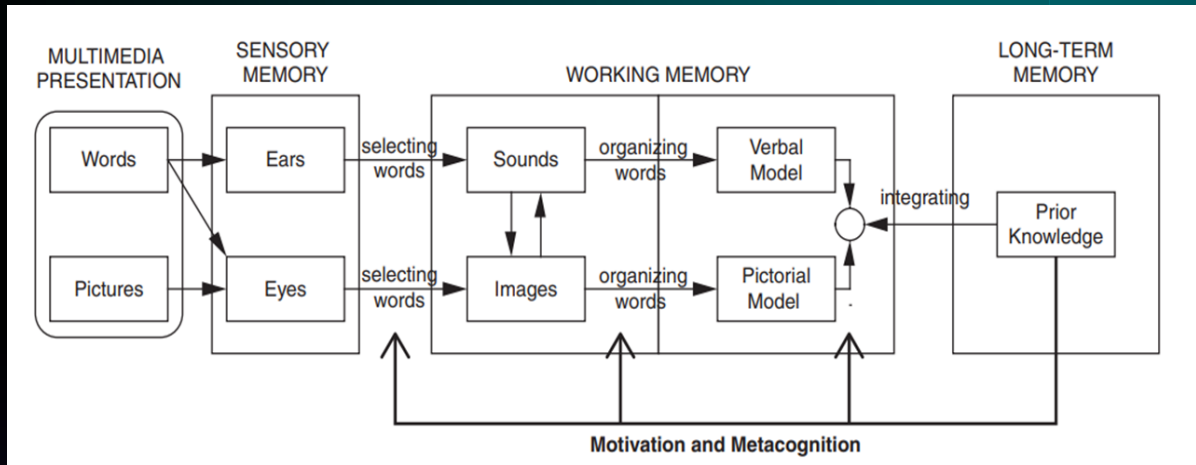 MULTIMEDIA
PRESENTATION
SENSORY
MEMORY
WORKING MEMORY
LONG-TERM
MEMORY
Words
Ears
selecting
words
Sounds
organizing
words
Verbal
Model
integrating
Prior
Knowledge
Pictures
Eyes
selecting
words
Images
organizing
words
Pictorial
Model
Motivation and Metacognition